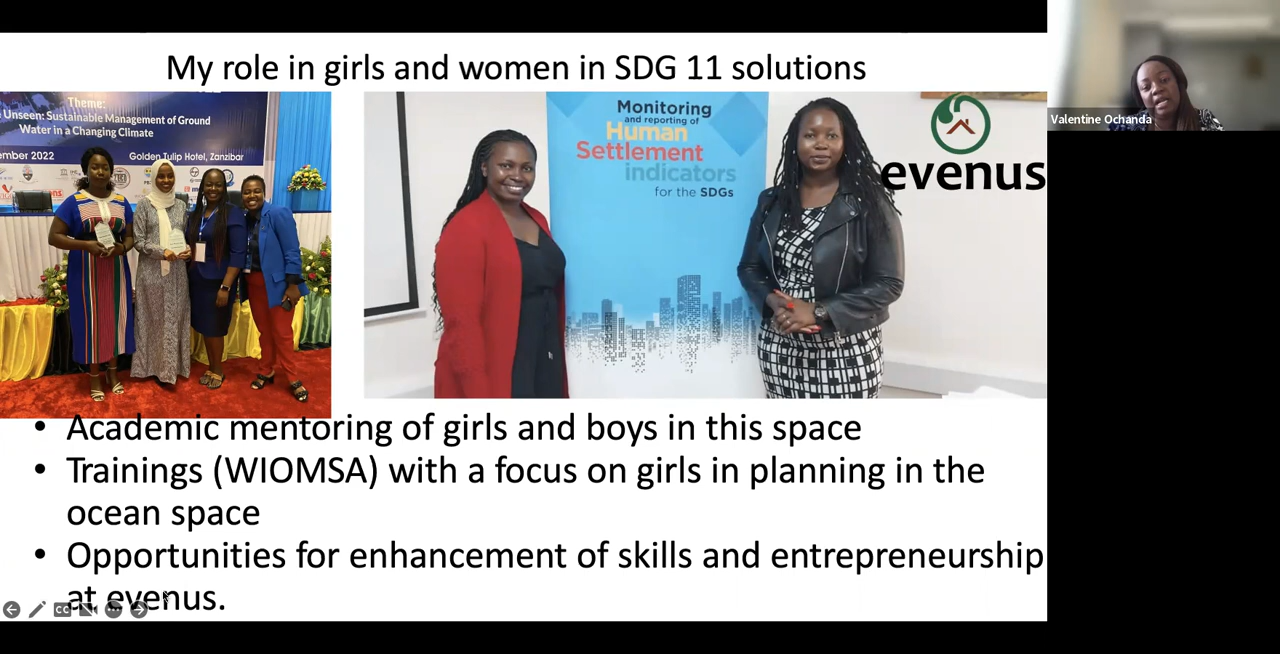 My role in girls and women in SDG 11 solutions
Theme:
Unseen: Sustainable Management of Ground
Water in a Changing Climate
ember 2022 Golden Tulip Hotel, Zanzibar
Monitoring
and reporting of
Human
Settlement
indicators
for the SDGs
evenus
Valentine Ochanda
• Academic mentoring of girls and boys in this space
• Trainings (WIOMSA) with a focus on girls in planning in the
ocean space
• Opportunities for enhancement of skills and entrepreneurship
at evenus.
CC